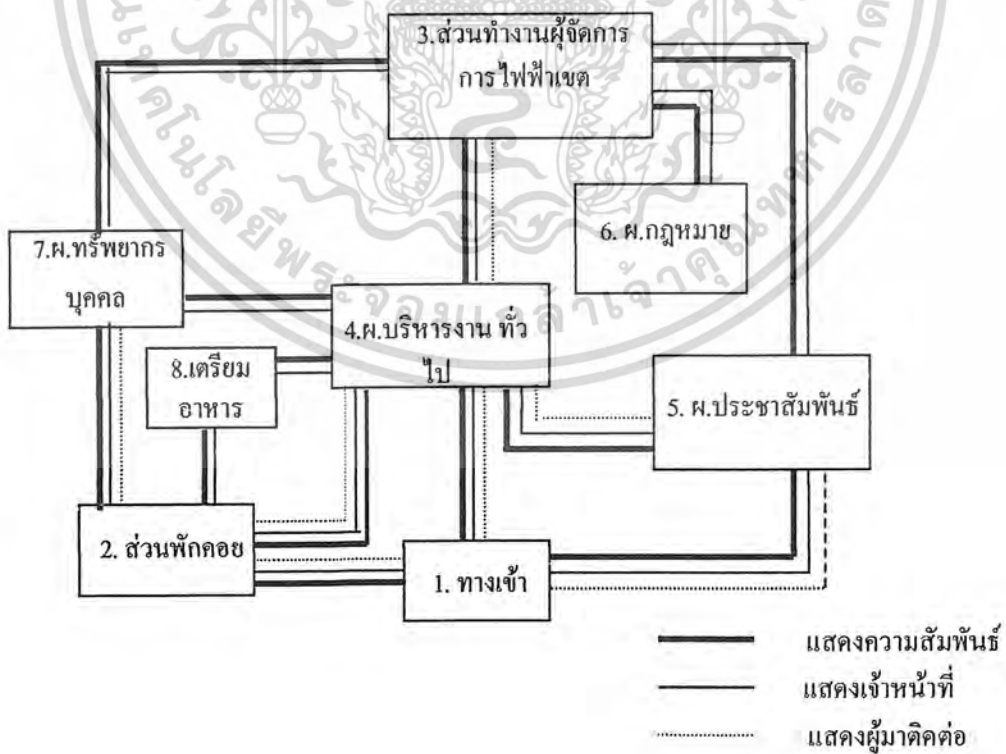 3.ส่วนทำงานผู้จัดการ
การไฟฟ้าเขต
6. ผ.กฎหมาย
7.ผ.ทรัพยากร
บุคคล
4.ผ.บริหารงาน ทั่ว
ไป
8.เตรียม
อาหาร
5. ผ.ประชาสัมพันธ์
2. ส่วนพักคอย
1. ทางเข้า
แสดงความสัมพันธ์
แสดงเจ้าหน้าที่
แสดงผู้มาติดต่อ